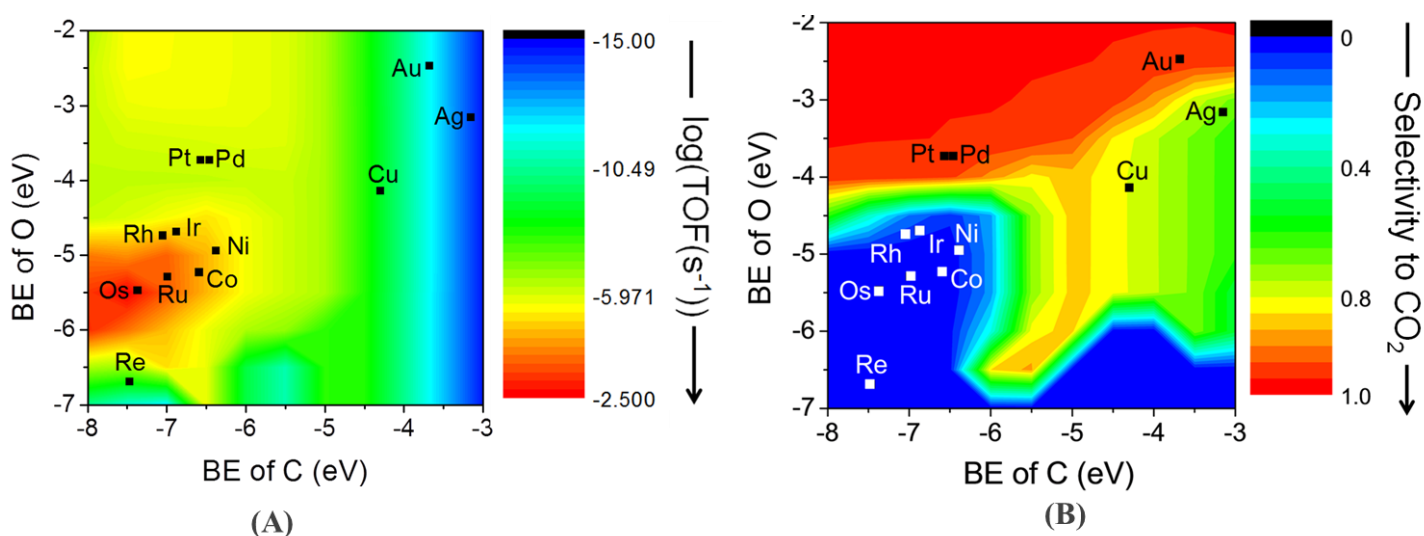 -2
-3
-4
-5
-6
-7
BE of O (eV)
-8 -7 -6 -5 -4 -3
BE of C (eV)
Au
Ag
Pt Pd
Cu
Rh Ir
Ni
Os Ru Co
Re
-15.00
-10.49
-5.971
-2.500
log(TOF(s⁻¹))
(A)
-2
-3
-4
-5
-6
-7
BE of O (eV)
-8 -7 -6 -5 -4 -3
BE of C (eV)
Au
Ag
Pt Pd
Cu
Rh Ir Ni
Os Ru Co
Re
0
0.4
0.8
1.0
Selectivity to CO₂
(B)